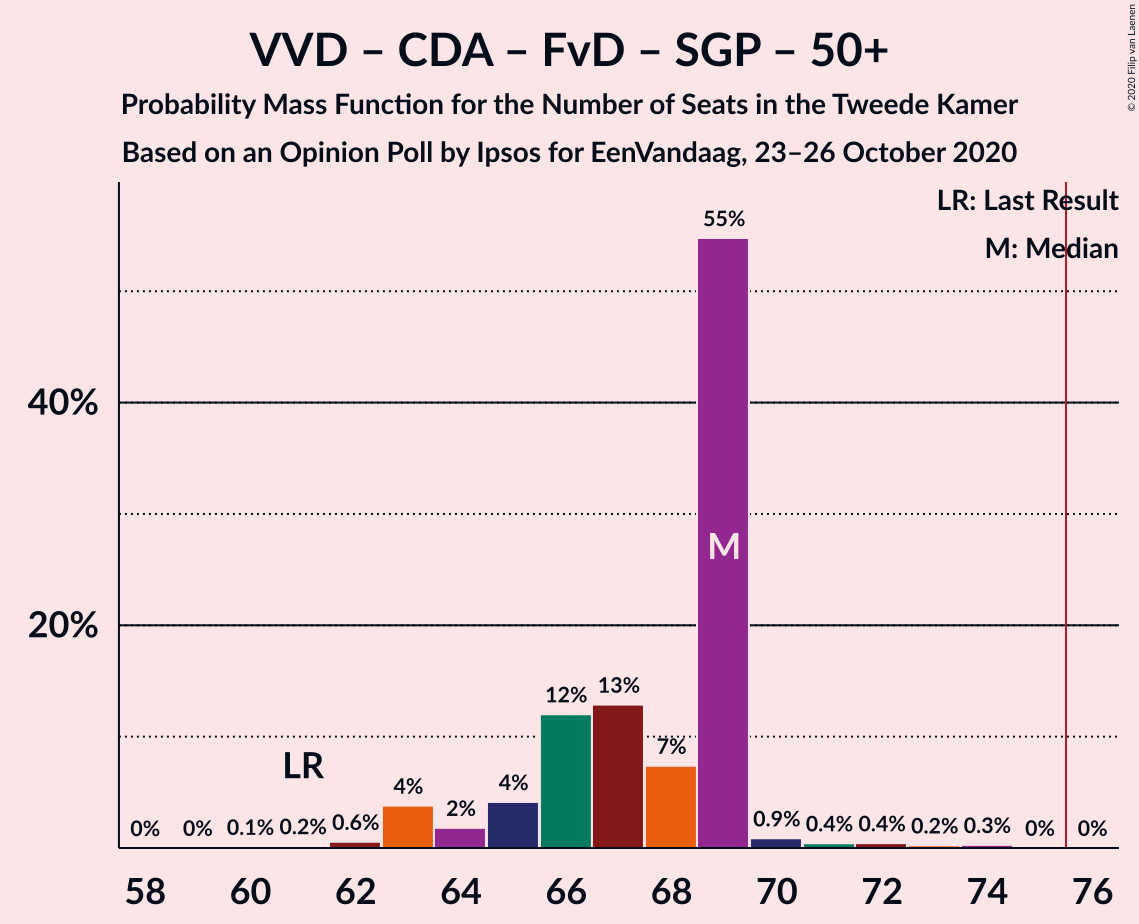 VVD – CDA – FvD – SGP – 50+
Probability Mass Function for the Number of Seats in the Tweede Kamer
Based on an Opinion Poll by Ipsos for EenVandaag, 23–26 October 2020
© 2020 Filip van Laenen
LR: Last Result
M: Median
40%
20%
0%
0%
0.1%
0.2%
0.6%
4%
2%
4%
12%
13%
7%
55%
0.9%
0.4%
0.4%
0.2%
0.3%
0%
0%
LR
M
58 60 62 64 66 68 70 72 74 76